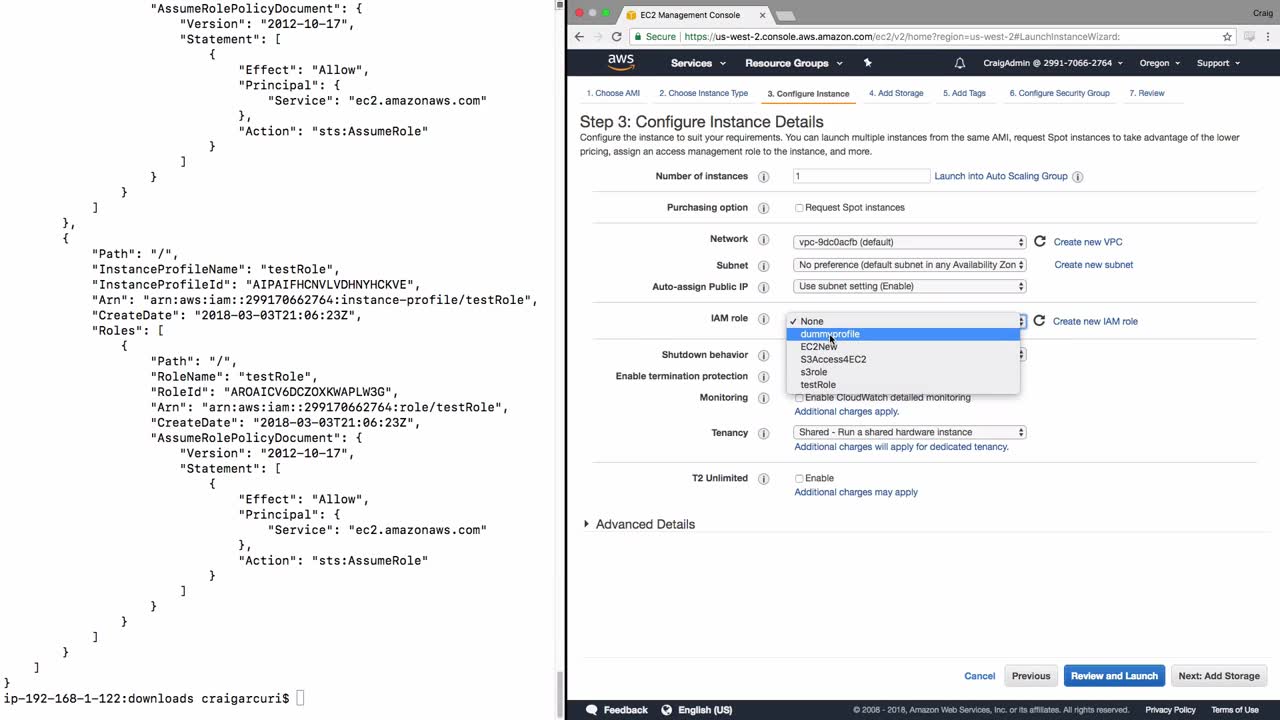 "AssumeRolePolicyDocument": {
"Version": "2012-10-17",
"Statement": [
{
"Effect": "Allow",
"Principal": {
"Service": "ec2.amazonaws.com"
},
"Action": "sts:AssumeRole"
}
]
}
}
]
},
{
"Path": "/",
"InstanceProfileName": "testRole",
"InstanceProfileId": "AIPAIFHCNVLVDHNYHCKVE",
"Arn": "arn:aws:iam::299170662764:instance-profile/testRole",
"CreateDate": "2018-03-03T21:06:23Z",
"Roles": [
{
"Path": "/",
"RoleName": "testRole",
"RoleId": "AROAICV6DCZOXKWAPLW3G",
"Arn": "arn:aws:iam::299170662764:role/testRole",
"CreateDate": "2018-03-03T21:06:23Z",
"AssumeRolePolicyDocument": {
"Version": "2012-10-17",
"Statement": [
{
"Effect": "Allow",
"Principal": {
"Service": "ec2.amazonaws.com"
},
"Action": "sts:AssumeRole"
}
]
}
}
]
}
]
}
ip-192-168-1-122:downloads craigarcuri$
EC2 Management Console
Craig
Secure https://us-west-2.console.aws.amazon.com/ec2/v2/home?region=us-west-2#LaunchInstanceWizard:
aws Services Resource Groups CraigAdmin @ 2991-7066-2764 Oregon Support
1. Choose AMI 2. Choose Instance Type 3. Configure Instance 4. Add Storage 5. Add Tags 6. Configure Security Group 7. Review
Step 3: Configure Instance Details
Configure the instance to suit your requirements. You can launch multiple instances from the same AMI, request Spot instances to take advantage of the lower
pricing, assign an access management role to the instance, and more.
Number of instances 1 Launch into Auto Scaling Group
Purchasing option Request Spot instances
Network vpc-9dc0acfb (default) Create new VPC
Subnet No preference (default subnet in any Availability Zon Create new subnet
Auto-assign Public IP Use subnet setting (Enable)
IAM role ✓ None Create new IAM role
dummyprofile
EC2New
Shutdown behavior S3Access4EC2
s3role
Enable termination protection
testRole
Monitoring Enable CloudWatch detailed monitoring
Additional charges apply.
Tenancy Shared - Run a shared hardware instance
Additional charges will apply for dedicated tenancy.
T2 Unlimited Enable
Additional charges may apply
Advanced Details
Cancel Previous Review and Launch Next: Add Storage
Feedback English (US) © 2008 - 2018, Amazon Web Services, Inc. or its affiliates. All rights reserved. Privacy Policy Terms of Use